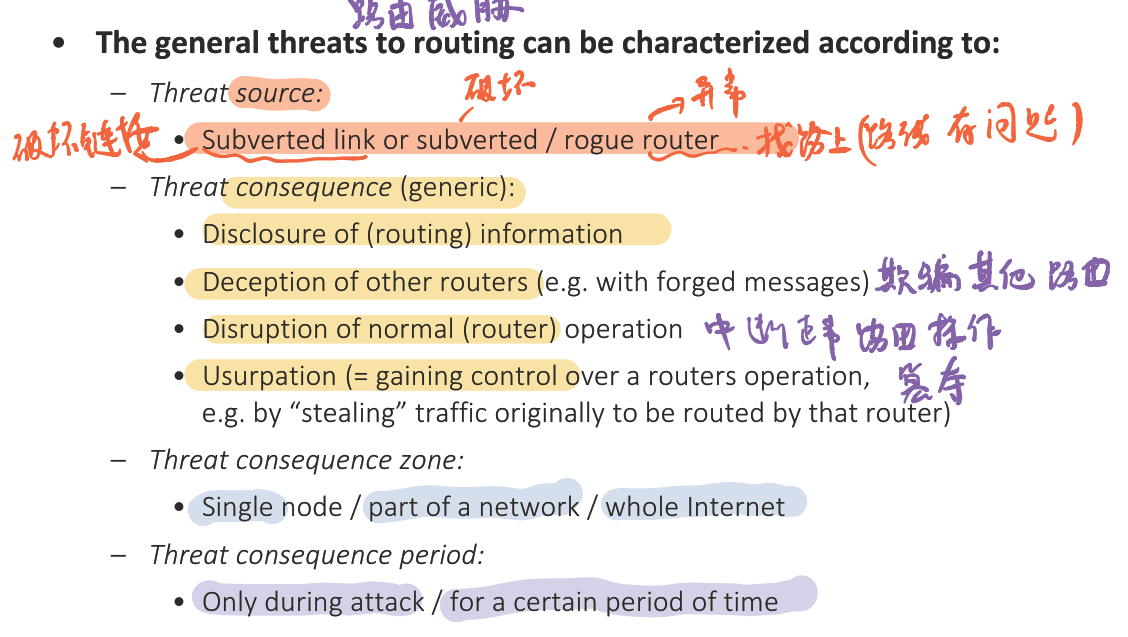 路由威胁
• The general threats to routing can be characterized according to:
– Threat source: 破坏 异常
破坏链接 • Subverted link or subverted / rogue router 找路上(路线有问题)
– Threat consequence (generic):
• Disclosure of (routing) information
• Deception of other routers (e.g. with forged messages) 欺骗其他路由
• Disruption of normal (router) operation 中断正常路由操作
• Usurpation (= gaining control over a routers operation, 篡夺
e.g. by “stealing” traffic originally to be routed by that router)
– Threat consequence zone:
• Single node / part of a network / whole Internet
– Threat consequence period:
• Only during attack / for a certain period of time